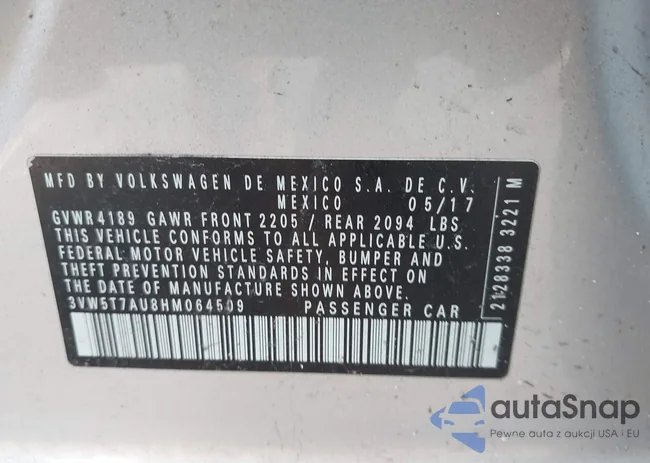 MFD BY VOLKSWAGEN DE MEXICO S.A. DE C.V.
MEXICO 05/17
GVWR 4189 GAWR FRONT 2205 / REAR 2094 LBS
THIS VEHICLE CONFORMS TO ALL APPLICABLE U.S.
FEDERAL MOTOR VEHICLE SAFETY, BUMPER AND
THEFT PREVENTION STANDARDS IN EFFECT ON
THE DATE OF MANUFACTURE SHOWN ABOVE.
3VW5T7AU8HM064509 PASSENGER CAR
2128338 3221 M
autaSnap
Pewne auta z aukcji USA i EU